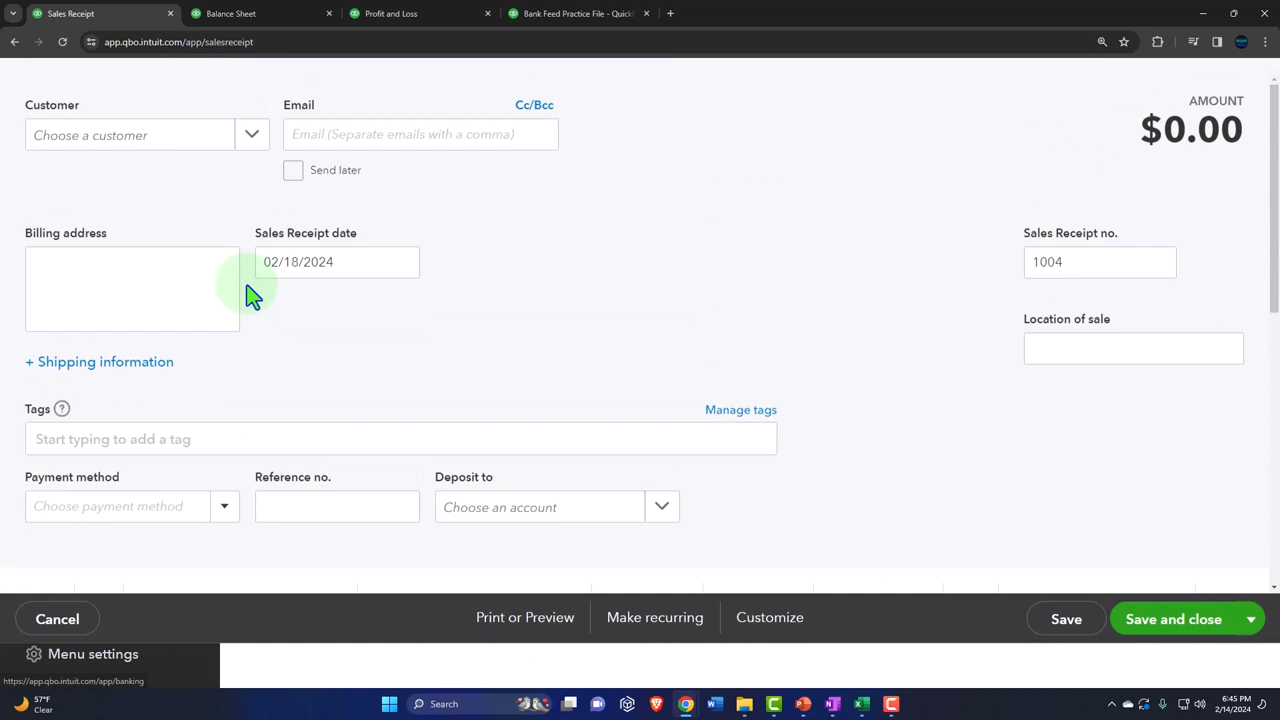 Sales Receipt
Balance Sheet
Profit and Loss
Bank Feed Practice File - QuickB
app.qbo.intuit.com/app/salesreceipt
Customer
Email
Cc/Bcc
AMOUNT
Choose a customer
Email (Separate emails with a comma)
$0.00
Send later
Billing address
Sales Receipt date
Sales Receipt no.
02/18/2024
1004
Location of sale
+ Shipping information
Tags ?
Manage tags
Start typing to add a tag
Payment method
Reference no.
Deposit to
Choose payment method
Choose an account
Cancel
Print or Preview
Make recurring
Customize
Save
Save and close
Menu settings
https://app.qbo.intuit.com/app/banking
57°F
Clear
Search
6:45 PM
2/14/2024